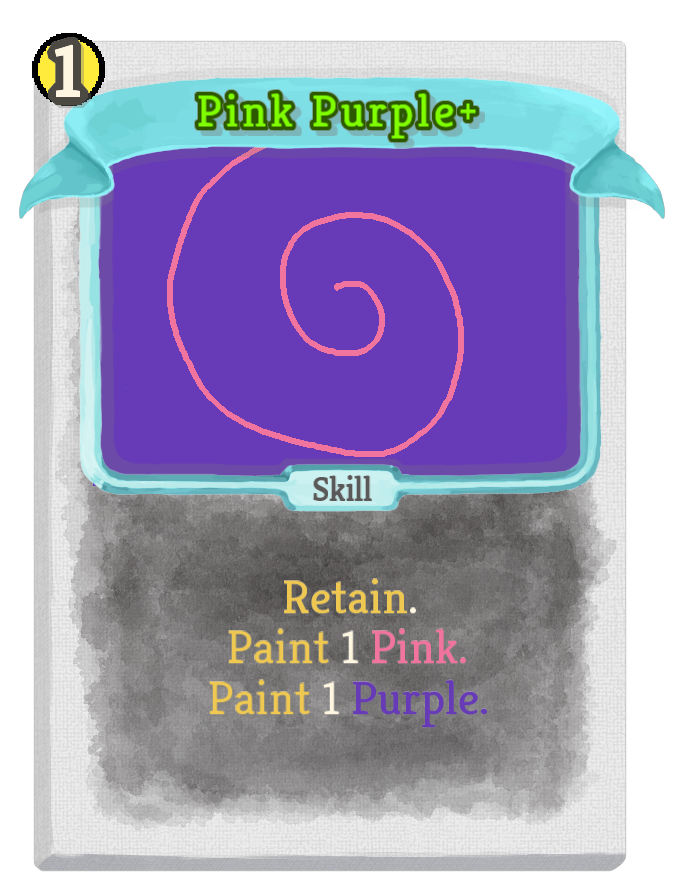 1
Pink Purple+
Skill
Retain.
Paint 1 Pink.
Paint 1 Purple.